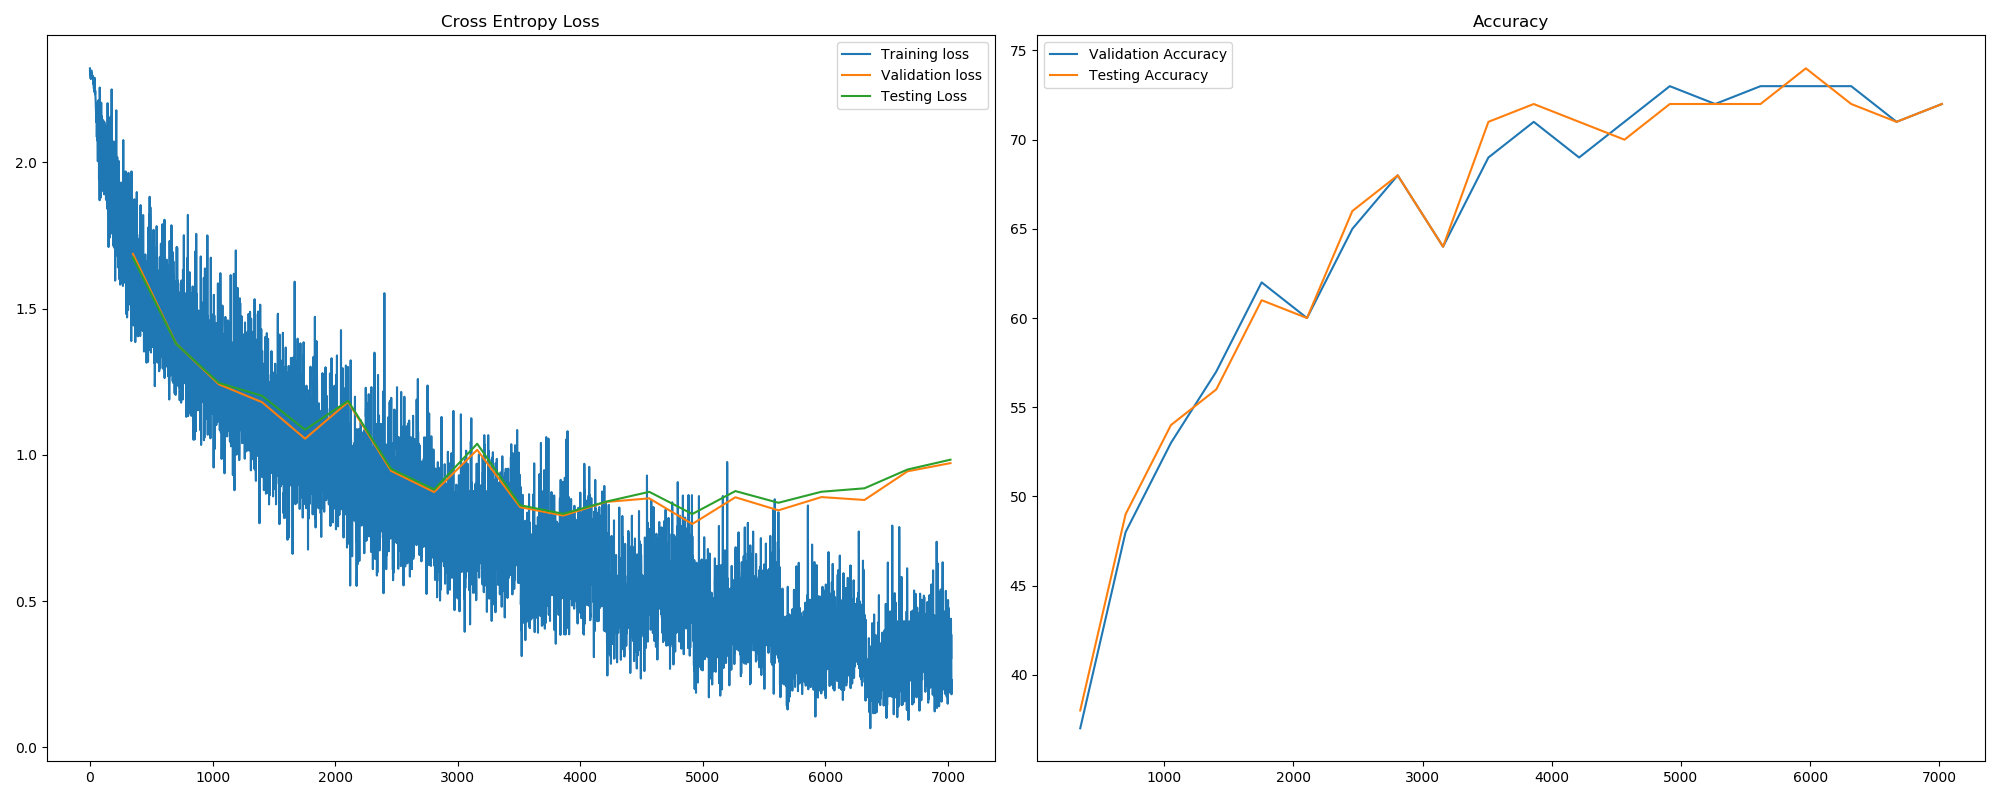 Cross Entropy Loss
Training loss
Validation loss
Testing Loss
2.0
1.5
1.0
0.5
0.0
0 1000 2000 3000 4000 5000 6000 7000
Accuracy
Validation Accuracy
Testing Accuracy
75
70
65
60
55
50
45
40
1000 2000 3000 4000 5000 6000 7000